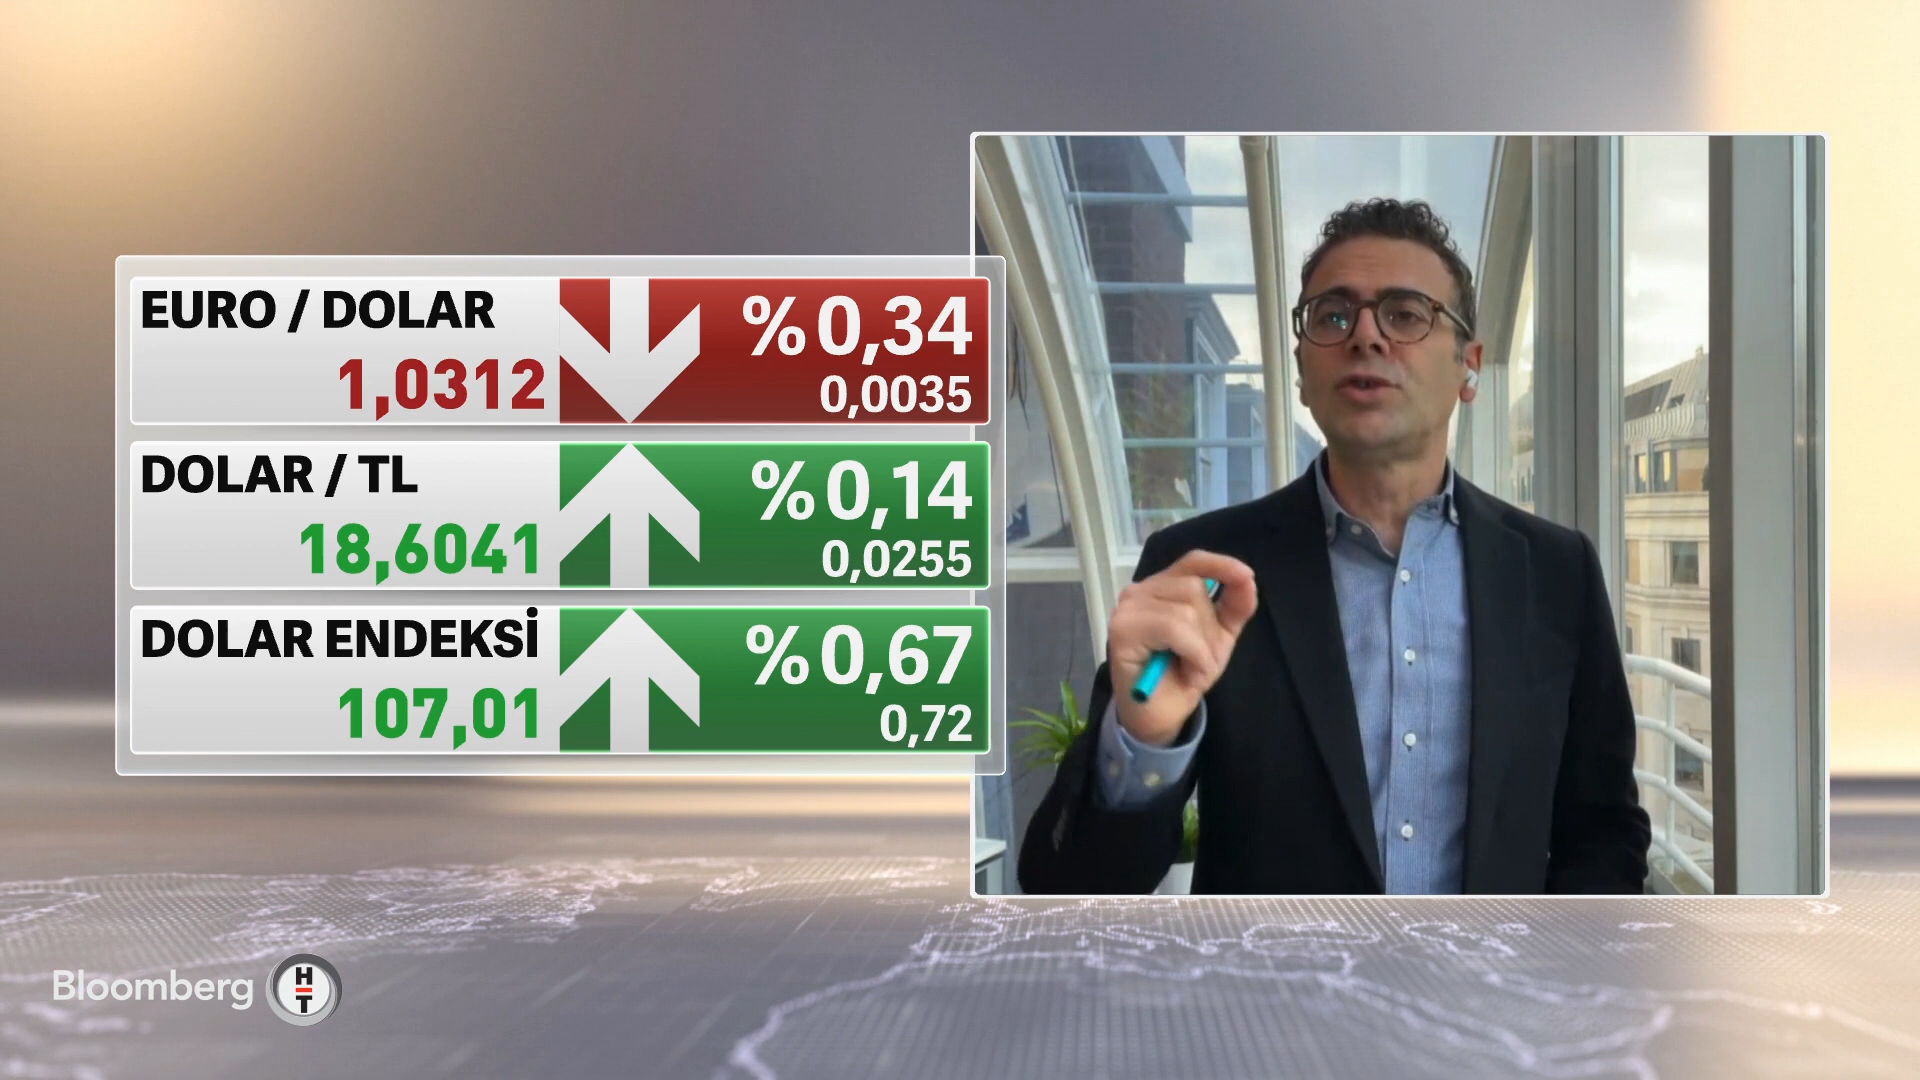 EURO / DOLAR
1,0312
%0,34
0,0035
DOLAR / TL
18,6041
%0,14
0,0255
DOLAR ENDEKSİ
107,01
%0,67
0,72
Bloomberg HT